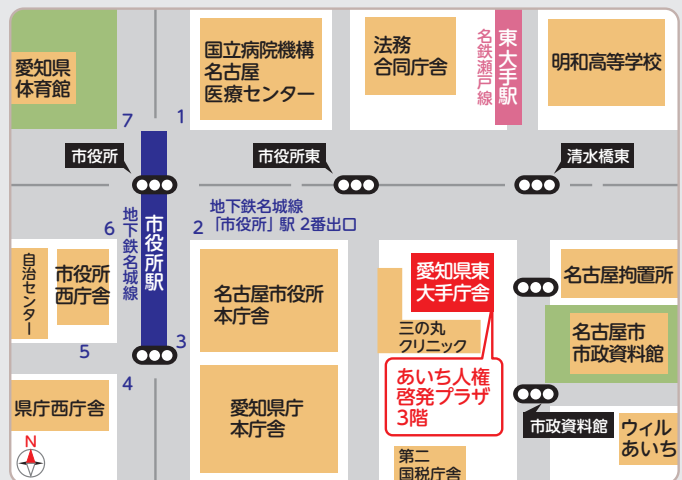 愛知県
体育館
7
1
国立病院機構
名古屋
医療センター
法務
合同庁舎
名鉄瀬戸線
東大手駅
明和高等学校
市役所
市役所東
清水橋東
6
地下鉄名城線
市役所駅
2
地下鉄名城線
「市役所」駅 2番出口
自治センター
市役所
西庁舎
名古屋市役所
本庁舎
愛知県東
大手庁舎
名古屋拘置所
三の丸
クリニック
名古屋市
市政資料館
5
3
4
県庁西庁舎
愛知県庁
本庁舎
あいち人権
啓発プラザ
3階
市政資料館
ウィル
あいち
第二
国税庁舎
N